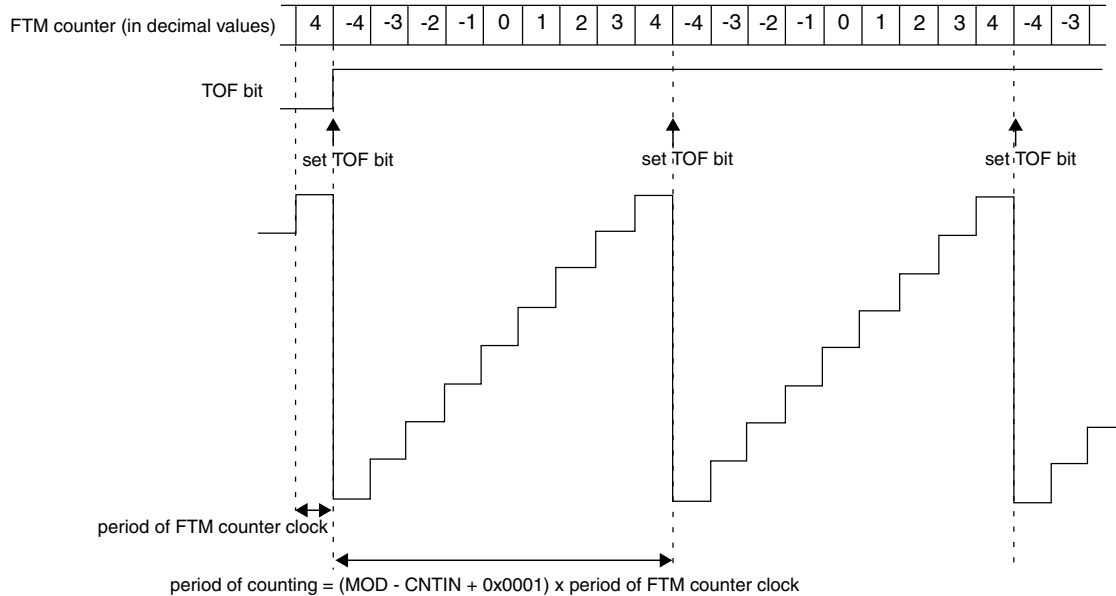 FTM counter (in decimal values) 4 -4 -3 -2 -1 0 1 2 3 4 -4 -3 -2 -1 0 1 2 3 4 -4 -3
TOF bit
set TOF bit set TOF bit set TOF bit
period of FTM counter clock
period of counting = (MOD - CNTIN + 0x0001) x period of FTM counter clock